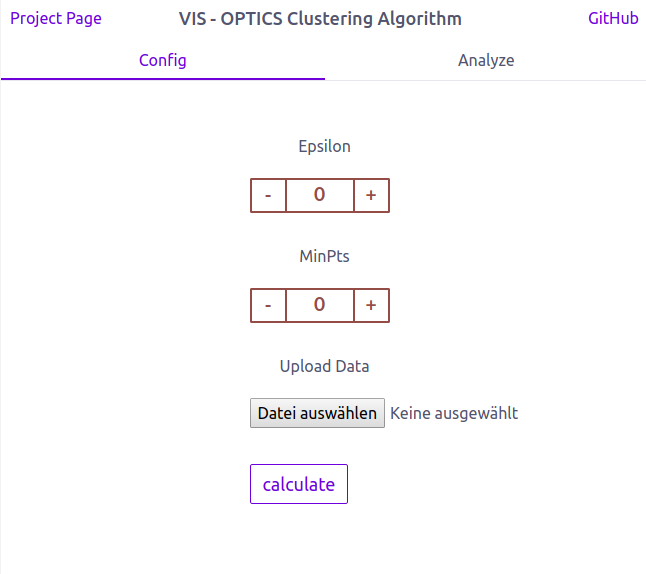 Project Page VIS - OPTICS Clustering Algorithm GitHub
Config Analyze
Epsilon
- 0 +
MinPts
- 0 +
Upload Data
Datei auswählen Keine ausgewählt
calculate